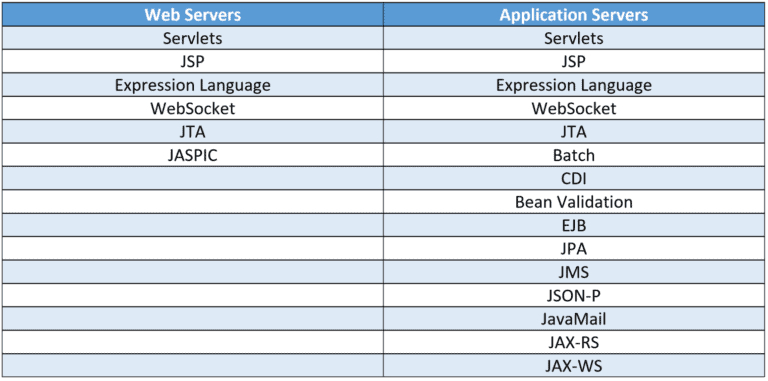 Web Servers Application Servers
Servlets Servlets
JSP JSP
Expression Language Expression Language
WebSocket WebSocket
JTA JTA
JASPIC Batch
CDI
Bean Validation
EJB
JPA
JMS
JSON-P
JavaMail
JAX-RS
JAX-WS